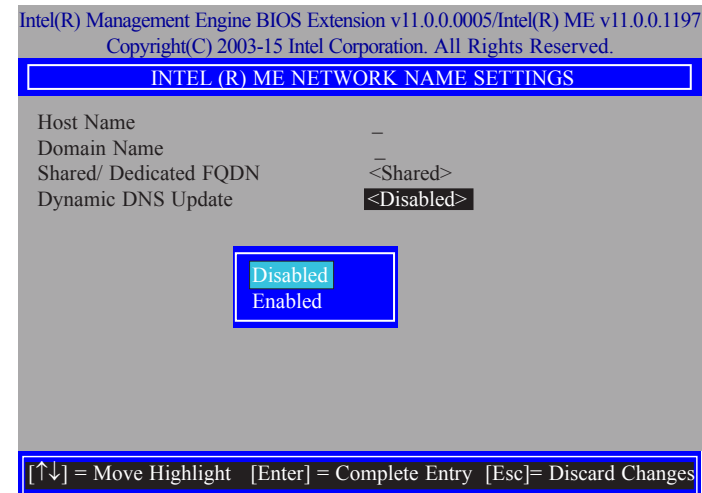 Intel(R) Management Engine BIOS Extension v11.0.0.0005/Intel(R) ME v11.0.0.1197
Copyright(C) 2003-15 Intel Corporation. All Rights Reserved.
INTEL (R) ME NETWORK NAME SETTINGS
Host Name _
Domain Name _
Shared/ Dedicated FQDN <Shared>
Dynamic DNS Update <Disabled>
Disabled
Enabled
[↑↓] = Move Highlight [Enter] = Complete Entry [Esc]= Discard Changes